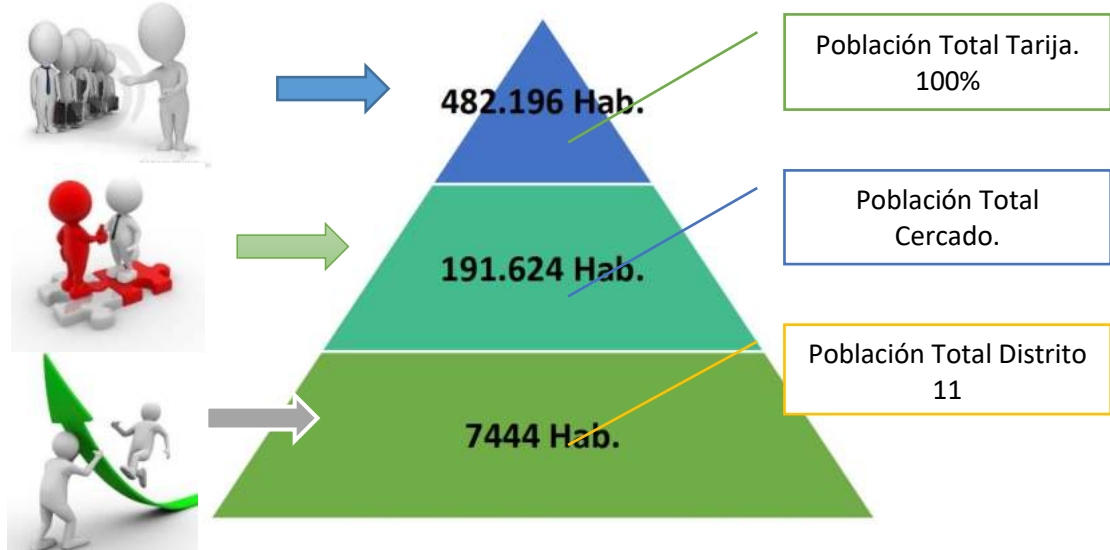 482.196 Hab.
Población Total Tarija.
100%
191.624 Hab.
Población Total
Cercado.
7444 Hab.
Población Total Distrito
11